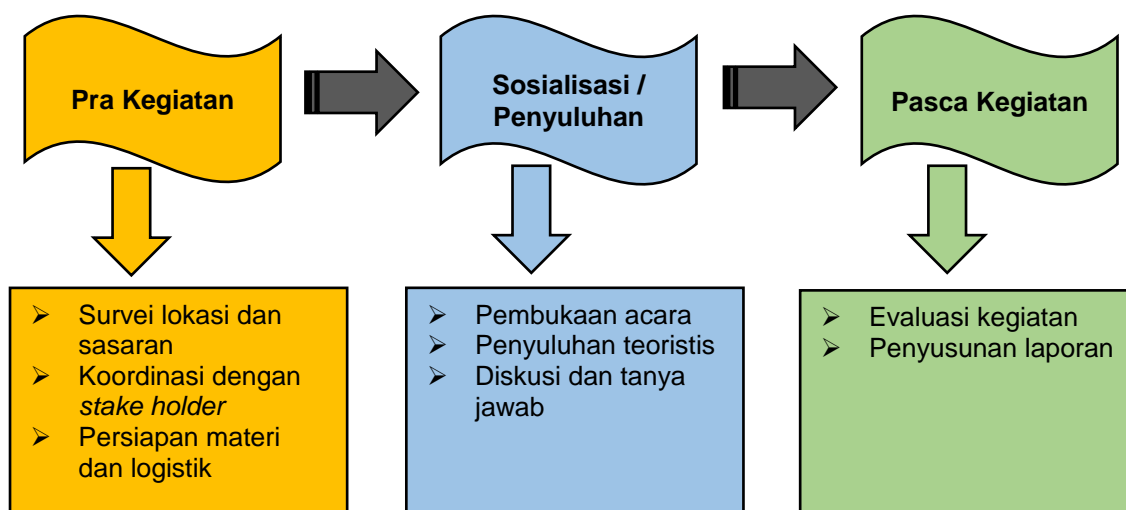 Pra Kegiatan
Sosialisasi /
Penyuluhan
Pasca Kegiatan
➢ Survei lokasi dan
sasaran
➢ Koordinasi dengan
stake holder
➢ Persiapan materi
dan logistik
➢ Pembukaan acara
➢ Penyuluhan teoristis
➢ Diskusi dan tanya
jawab
➢ Evaluasi kegiatan
➢ Penyusunan laporan